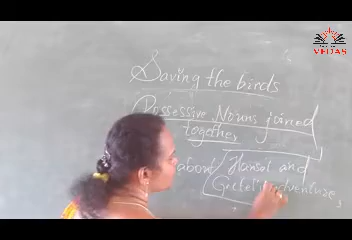 VEDAS
Saving the birds
Possessive Nouns joined
together
about Hansel and
Gretel's adventure